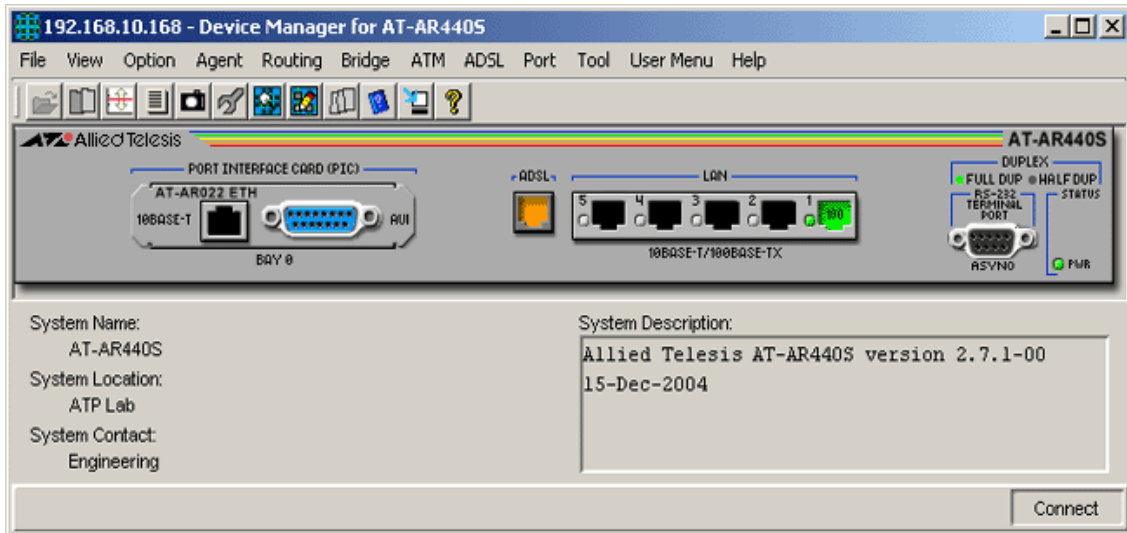 192.168.10.168 - Device Manager for AT-AR440S
File View Option Agent Routing Bridge ATM ADSL Port Tool User Menu Help
Allied Telesis
AT-AR440S
PORT INTERFACE CARD (PIC)
ADSL
LAN
DUPLEX
FULL DUP HALF DUP
AT-AR022 ETH
5 4 3 2 1
RS-232 TERMINAL PORT
STATUS
10BASE-T
AUI
100
BAY 0
10BASE-T/100BASE-TX
ASYN0
PWR
System Name:
AT-AR440S
System Location:
ATP Lab
System Contact:
Engineering
System Description:
Allied Telesis AT-AR440S version 2.7.1-00
15-Dec-2004
Connect